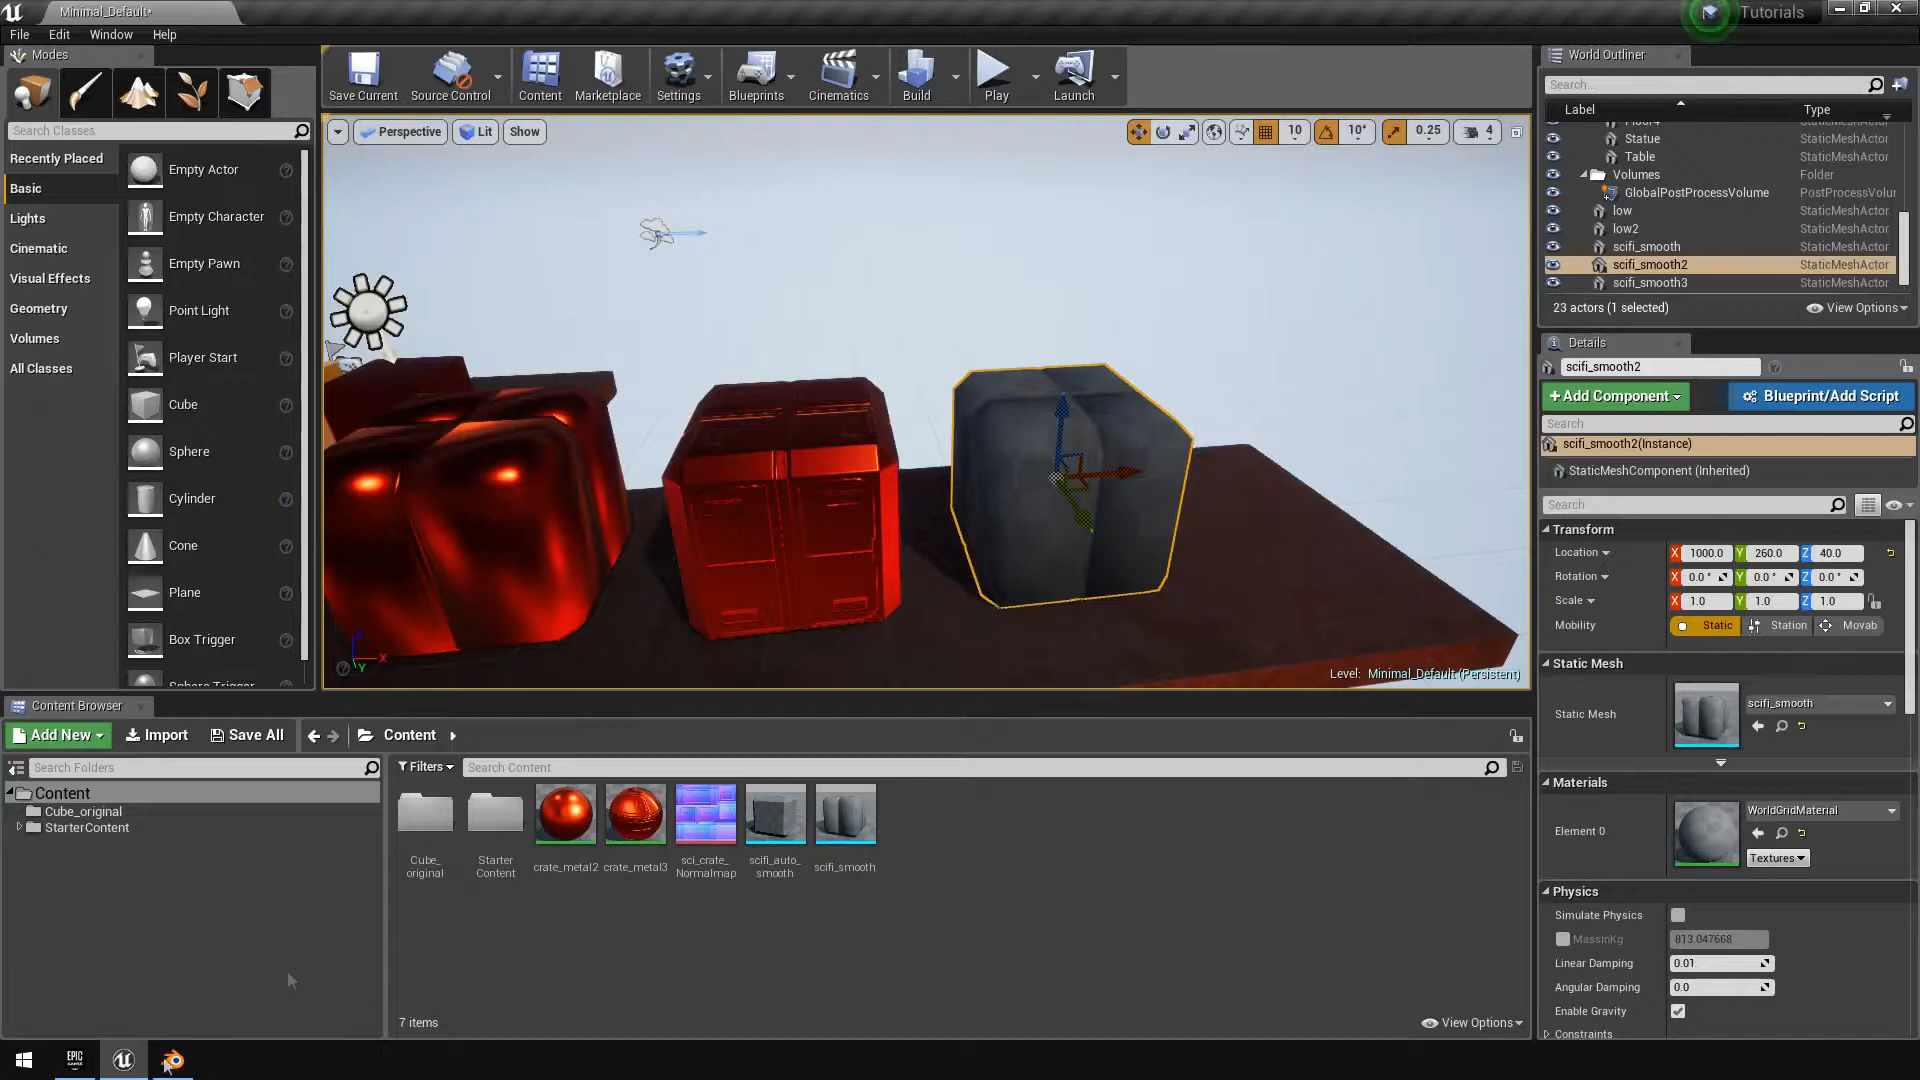 Minimal_Default*
Tutorials
File Edit Window Help
Modes
Search Classes
Recently Placed
Basic
Lights
Cinematic
Visual Effects
Geometry
Volumes
All Classes
Empty Actor
Empty Character
Empty Pawn
Point Light
Player Start
Cube
Sphere
Cylinder
Cone
Plane
Box Trigger
Sphere Trigger
Save Current
Source Control
Content
Marketplace
Settings
Blueprints
Cinematics
Build
Play
Launch
Perspective
Lit
Show
10
10°
0.25
4
X
Y
Level: Minimal_Default (Persistent)
World Outliner
Search...
Label Type
StaticMeshActor
Statue StaticMeshActor
Table StaticMeshActor
Volumes Folder
GlobalPostProcessVolume PostProcessVolu
low StaticMeshActor
low2 StaticMeshActor
scifi_smooth StaticMeshActor
scifi_smooth2 StaticMeshActor
scifi_smooth3 StaticMeshActor
23 actors (1 selected)
View Options
Details
scifi_smooth2
+Add Component
Blueprint/Add Script
Search
scifi_smooth2(Instance)
StaticMeshComponent (Inherited)
Search
Transform
Location X 1000.0 Y 260.0 Z 40.0
Rotation X 0.0° Y 0.0° Z 0.0°
Scale X 1.0 Y 1.0 Z 1.0
Mobility Static Station Movab
Static Mesh
Static Mesh scifi_smooth
Materials
Element 0 WorldGridMaterial
Textures
Physics
Simulate Physics
MassInKg 813.047668
Linear Damping 0.01
Angular Damping 0.0
Enable Gravity
Constraints
Content Browser
Add New
Import
Save All
Content
Search Folders
Content
Cube_original
StarterContent
Filters
Search Content
Cube_
original
Starter
Content
crate_metal2
crate_metal3
sci_crate_
Normalmap
scifi_auto_
smooth
scifi_smooth
7 items
View Options
EPIC
GAMES